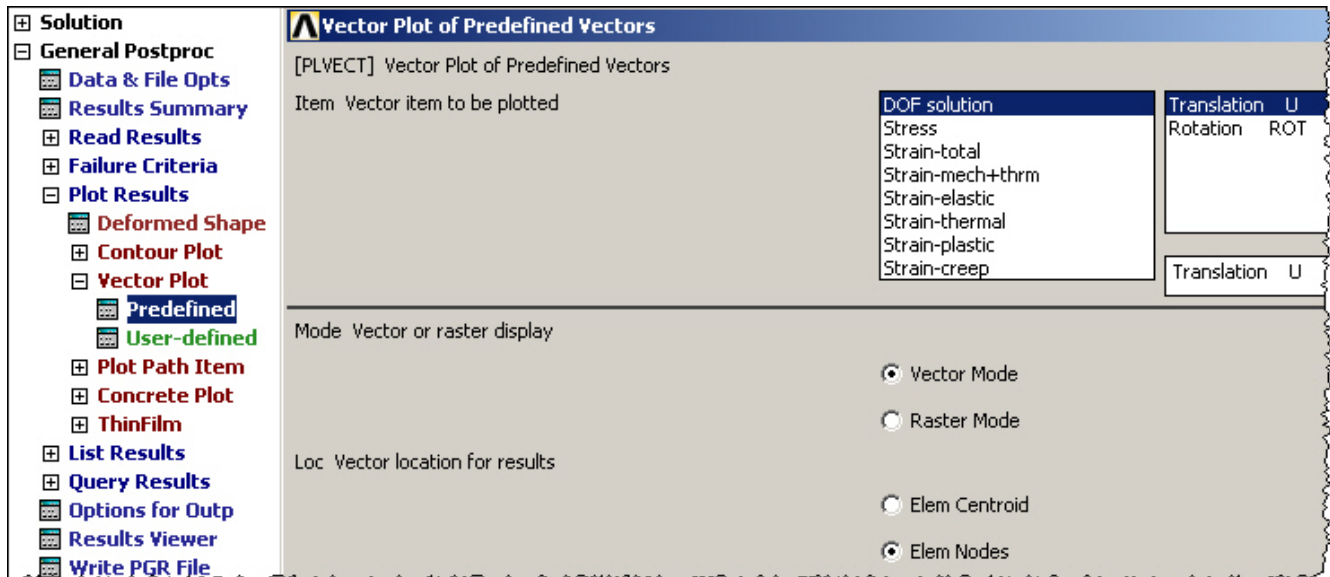 Solution
General Postproc
Data & File Opts
Results Summary
Read Results
Failure Criteria
Plot Results
Deformed Shape
Contour Plot
Vector Plot
Predefined
User-defined
Plot Path Item
Concrete Plot
ThinFilm
List Results
Query Results
Options for Outp
Results Viewer
Write PGR File
Vector Plot of Predefined Vectors
[PLVECT] Vector Plot of Predefined Vectors
Item Vector item to be plotted
DOF solution
Stress
Strain-total
Strain-mech+thrm
Strain-elastic
Strain-thermal
Strain-plastic
Strain-creep
Translation U
Rotation ROT
Translation U
Mode Vector or raster display
Vector Mode
Raster Mode
Loc Vector location for results
Elem Centroid
Elem Nodes